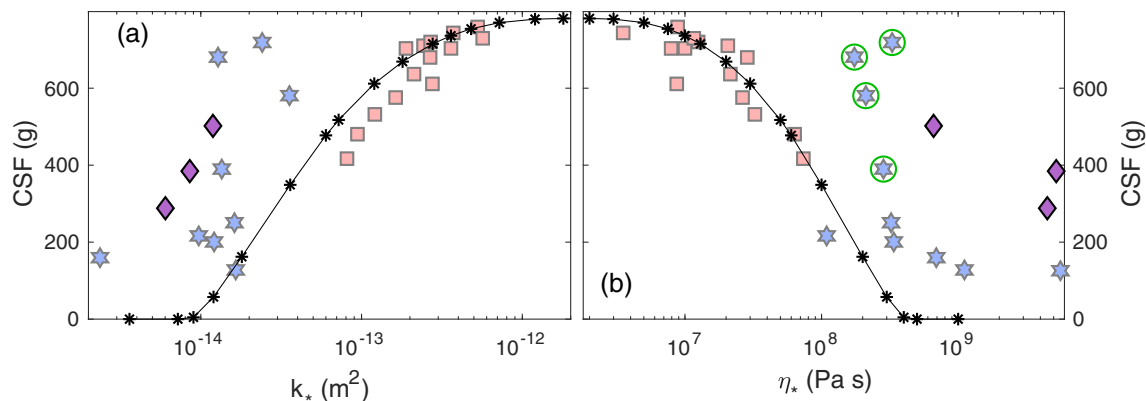 (a)
CSF (g)
600
400
200
0
10⁻¹⁴
10⁻¹³
10⁻¹²
k⁎ (m²)
(b)
CSF (g)
600
400
200
0
10⁷
10⁸
10⁹
η⁎ (Pa s)